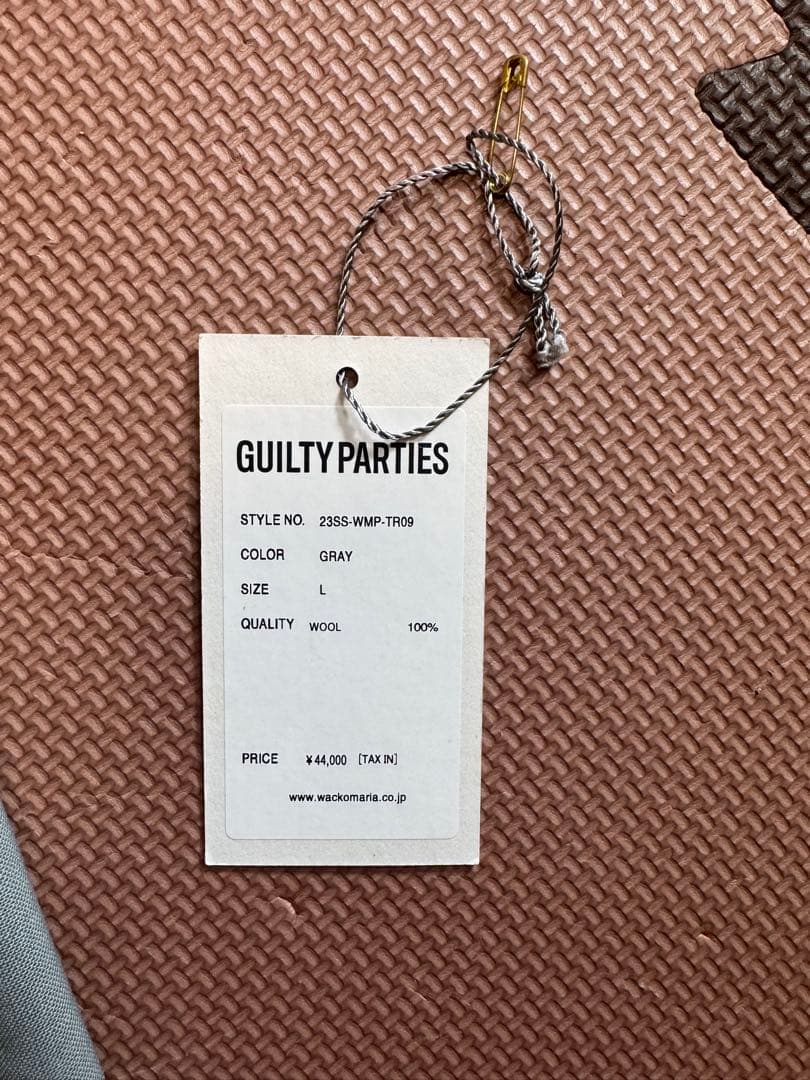 GUILTY PARTIES
STYLE NO. 23SS-WMP-TR09
COLOR GRAY
SIZE L
QUALITY WOOL 100%
PRICE ¥44,000 [TAX IN]
www.wackomaria.co.jp